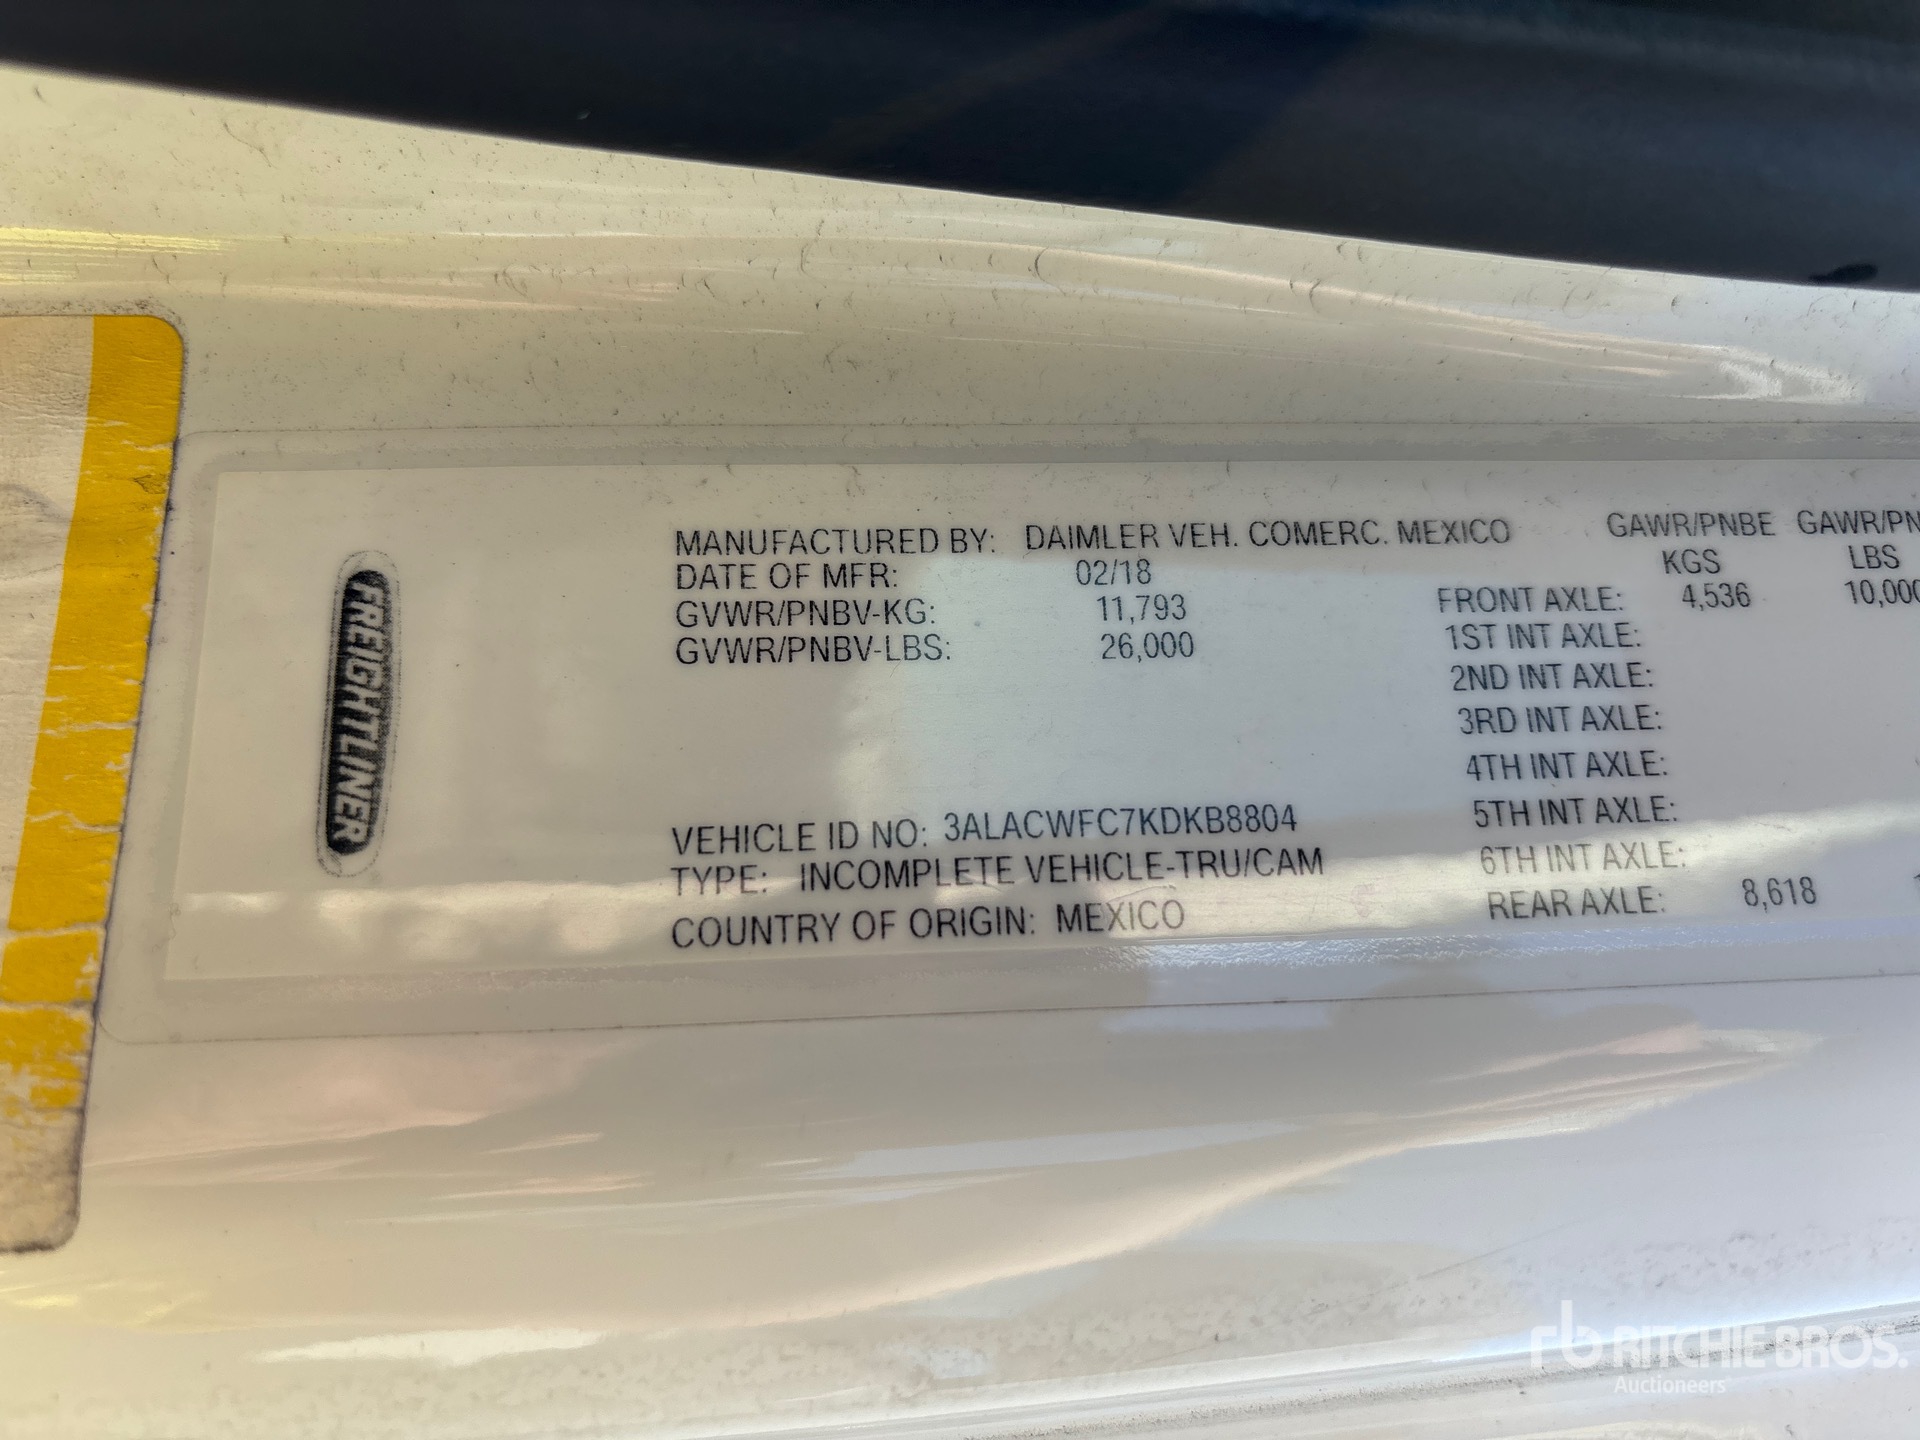 FREIGHTLINER
MANUFACTURED BY: DAIMLER VEH. COMERC. MEXICO
DATE OF MFR: 02/18
GVWR/PNBV-KG: 11,793
GVWR/PNBV-LBS: 26,000
VEHICLE ID NO: 3ALACWFC7KDKB8804
TYPE: INCOMPLETE VEHICLE-TRU/CAM
COUNTRY OF ORIGIN: MEXICO
GAWR/PNBE GAWR/PN
KGS LBS
FRONT AXLE: 4,536 10,000
1ST INT AXLE:
2ND INT AXLE:
3RD INT AXLE:
4TH INT AXLE:
5TH INT AXLE:
6TH INT AXLE:
REAR AXLE: 8,618
rb RITCHIE BROS.
Auctioneers